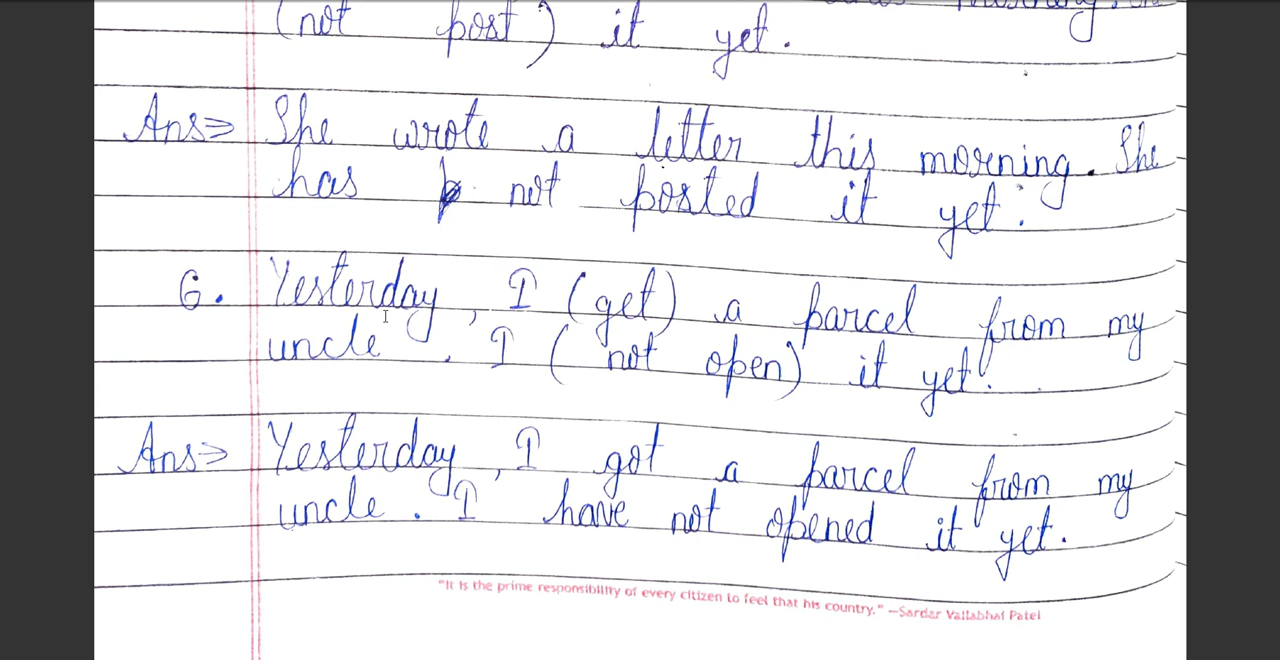 (not post) it yet.
Ans⇒ She wrote a letter this morning. She
has not posted it yet.
6. Yesterday, I (get) a parcel from my
uncle. I (not open) it yet.
Ans⇒ Yesterday, I got a parcel from my
uncle. I have not opened it yet.
"It is the prime responsibility of every citizen to feel that his country." —Sardar Vallabhai Patel